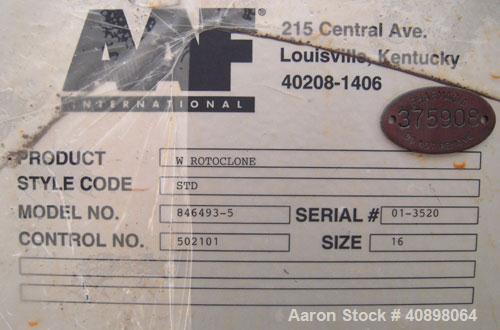 AAF®
INTERNATIONAL
215 Central Ave.
Louisville, Kentucky
40208-1406
375908
PRODUCT W ROTOCLONE
STYLE CODE STD
MODEL NO. 846493-5 SERIAL # 01-3520
CONTROL NO. 502101 SIZE 16
Aaron Stock # 40898064